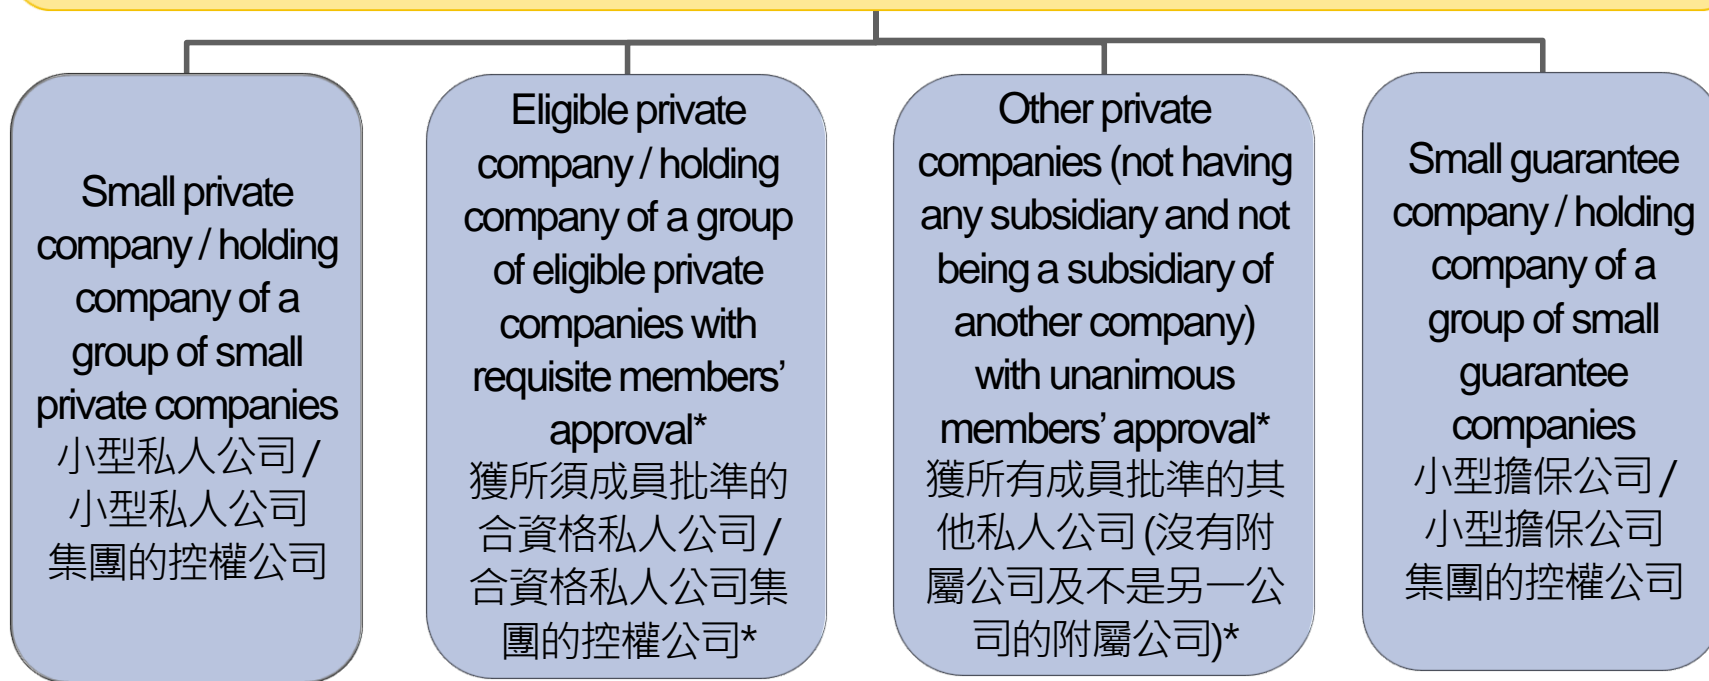 Small private
company / holding
company of a
group of small
private companies
小型私人公司 /
小型私人公司
集團的控權公司
Eligible private
company / holding
company of a group
of eligible private
companies with
requisite members’
approval*
獲所須成員批準的
合資格私人公司 /
合資格私人公司集
團的控權公司*
Other private
companies (not having
any subsidiary and not
being a subsidiary of
another company)
with unanimous
members’ approval*
獲所有成員批準的其
他私人公司 (沒有附
屬公司及不是另一公
司的附屬公司)*
Small guarantee
company / holding
company of a
group of small
guarantee
companies
小型擔保公司 /
小型擔保公司
集團的控權公司